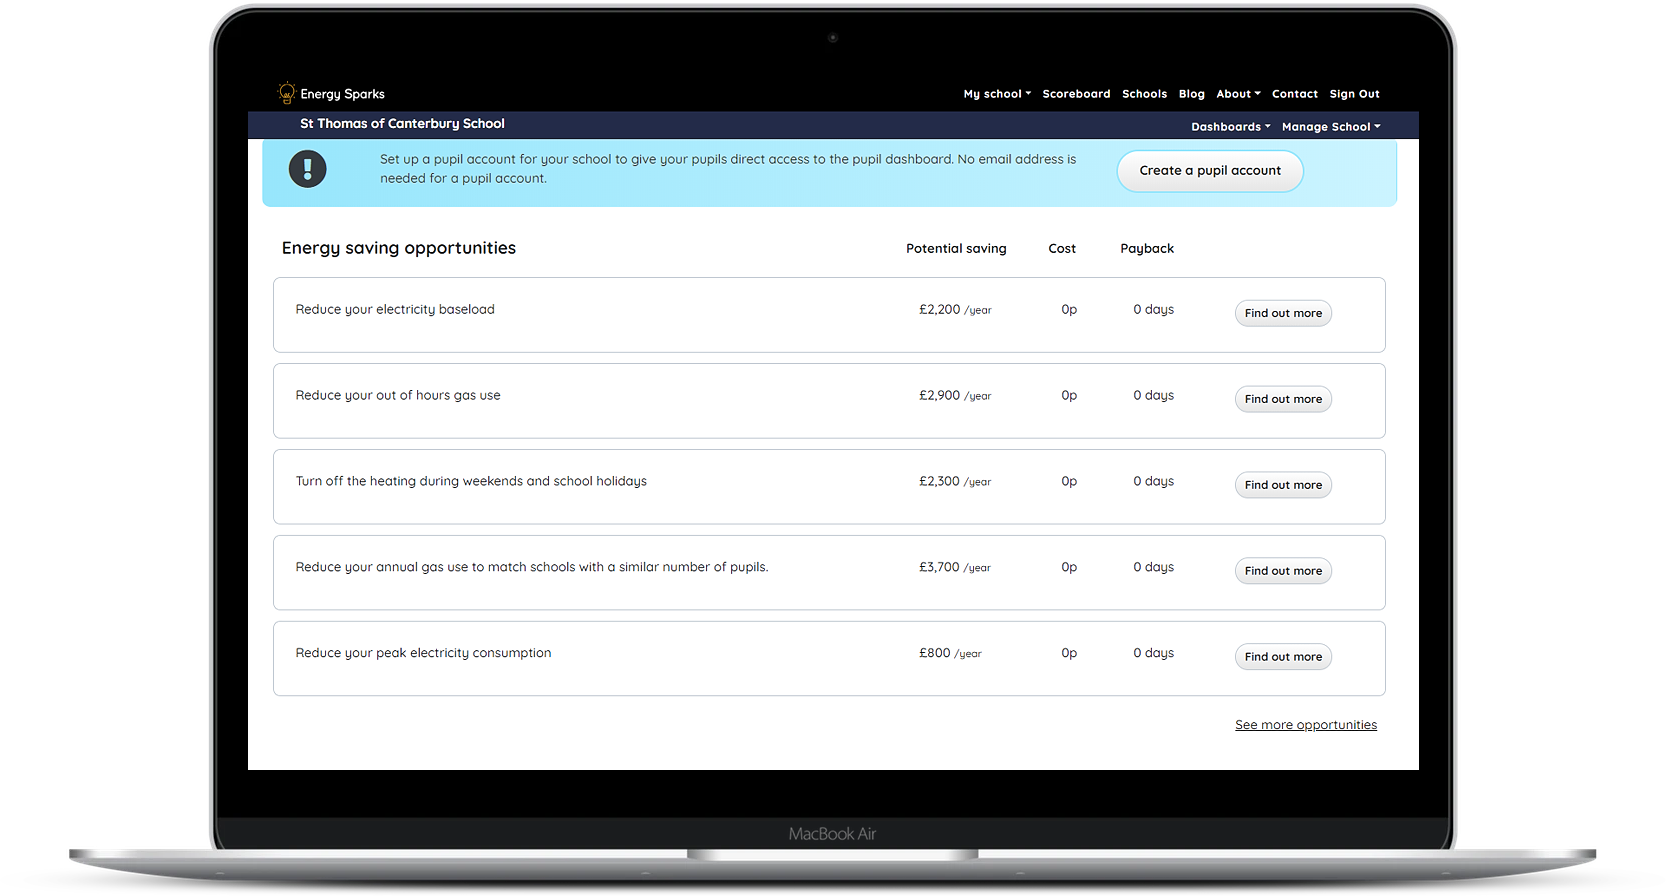 Energy Sparks
My school Scoreboard Schools Blog About Contact Sign Out
St Thomas of Canterbury School
Dashboards Manage School
Set up a pupil account for your school to give your pupils direct access to the pupil dashboard. No email address is
needed for a pupil account.
Create a pupil account
Energy saving opportunities Potential saving Cost Payback
Reduce your electricity baseload £2,200 /year 0p 0 days Find out more
Reduce your out of hours gas use £2,900 /year 0p 0 days Find out more
Turn off the heating during weekends and school holidays £2,300 /year 0p 0 days Find out more
Reduce your annual gas use to match schools with a similar number of pupils. £3,700 /year 0p 0 days Find out more
Reduce your peak electricity consumption £800 /year 0p 0 days Find out more
See more opportunities
MacBook Air